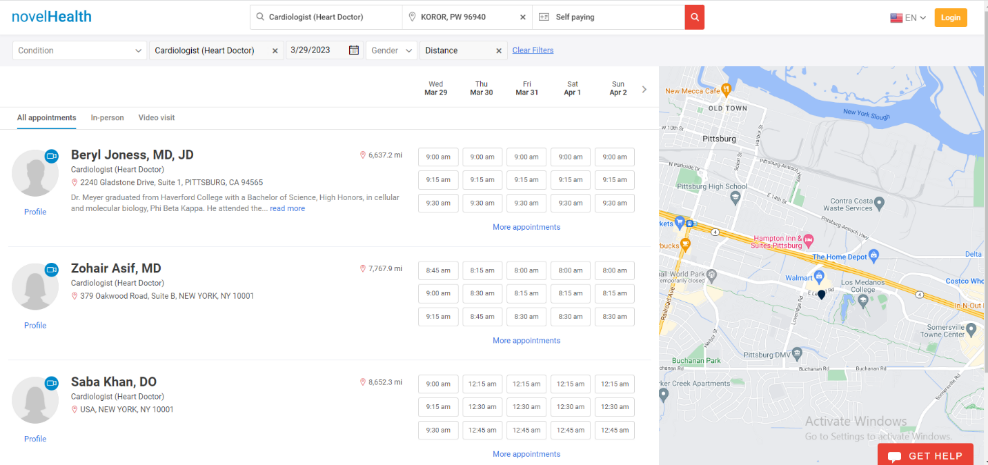 novelHealth
Cardiologist (Heart Doctor)
KOROR, PW 96940
Self paying
EN
Login
Condition
Cardiologist (Heart Doctor)
3/29/2023
Gender
Distance
Clear Filters
Wed Thu Fri Sat Sun
Mar 29 Mar 30 Mar 31 Apr 1 Apr 2
All appointments In-person Video visit
Beryl Joness, MD, JD
6,637.2 mi
Cardiologist (Heart Doctor)
2240 Gladstone Drive, Suite 1, PITTSBURG, CA 94565
Dr. Meyer graduated from Haverford College with a Bachelor of Science, High Honors, in cellular
and molecular biology, Phi Beta Kappa. He attended the... read more
Profile
9:00 am 9:00 am 9:00 am 9:00 am 9:00 am
9:15 am 9:15 am 9:15 am 9:15 am 9:15 am
9:30 am 9:30 am 9:30 am 9:30 am 9:30 am
More appointments
Zohair Asif, MD
7,767.9 mi
Cardiologist (Heart Doctor)
379 Oakwood Road, Suite B, NEW YORK, NY 10001
Profile
8:45 am 8:15 am 8:00 am 8:00 am 8:00 am
9:00 am 8:30 am 8:15 am 8:15 am 8:15 am
9:15 am 8:45 am 8:30 am 8:30 am 8:30 am
More appointments
Saba Khan, DO
8,652.3 mi
Cardiologist (Heart Doctor)
USA, NEW YORK, NY 10001
Profile
9:00 am 12:15 am 12:15 am 12:15 am 12:15 am
9:15 am 12:30 am 12:30 am 12:30 am 12:30 am
9:30 am 12:45 am 12:45 am 12:45 am 12:45 am
More appointments
New Mecca Cafe
OLD TOWN
New York Slough
Pittsburg
Pittsburg High School
Contra Costa
Waste Services
Pittsburg Antioch Hwy
Hampton Inn &
Suites Pittsburg
The Home Depot
Delta
Walmart
Los Medanos
College
Costco Who
In-N-Out
Somersville
Towne Center
Railroad Ave
Loveridge Rd
Pittsburg DMV
Buchanan Park
Buchanan Rd
Buchanan Rd
Somersville Rd
Activate Windows
Go to Settings to activate Windows.
GET HELP